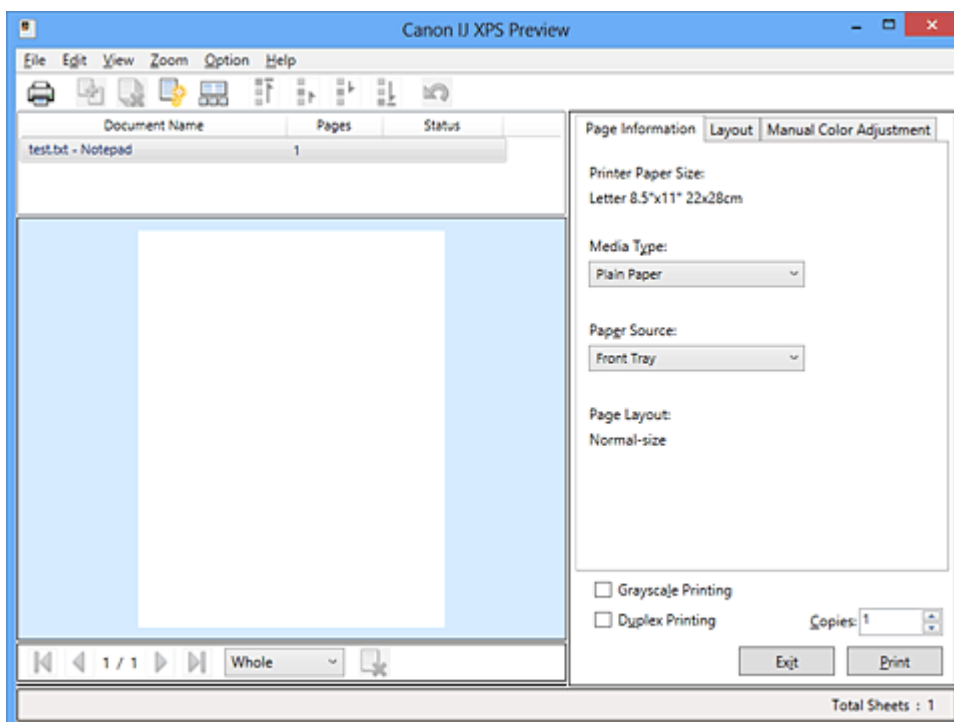 Canon IJ XPS Preview
File Edit View Zoom Option Help
Document Name Pages Status
test.txt - Notepad 1
Page Information Layout Manual Color Adjustment
Printer Paper Size:
Letter 8.5"x11" 22x28cm
Media Type:
Plain Paper
Paper Source:
Front Tray
Page Layout:
Normal-size
Grayscale Printing
Duplex Printing Copies: 1
1 / 1 Whole
Exit Print
Total Sheets : 1